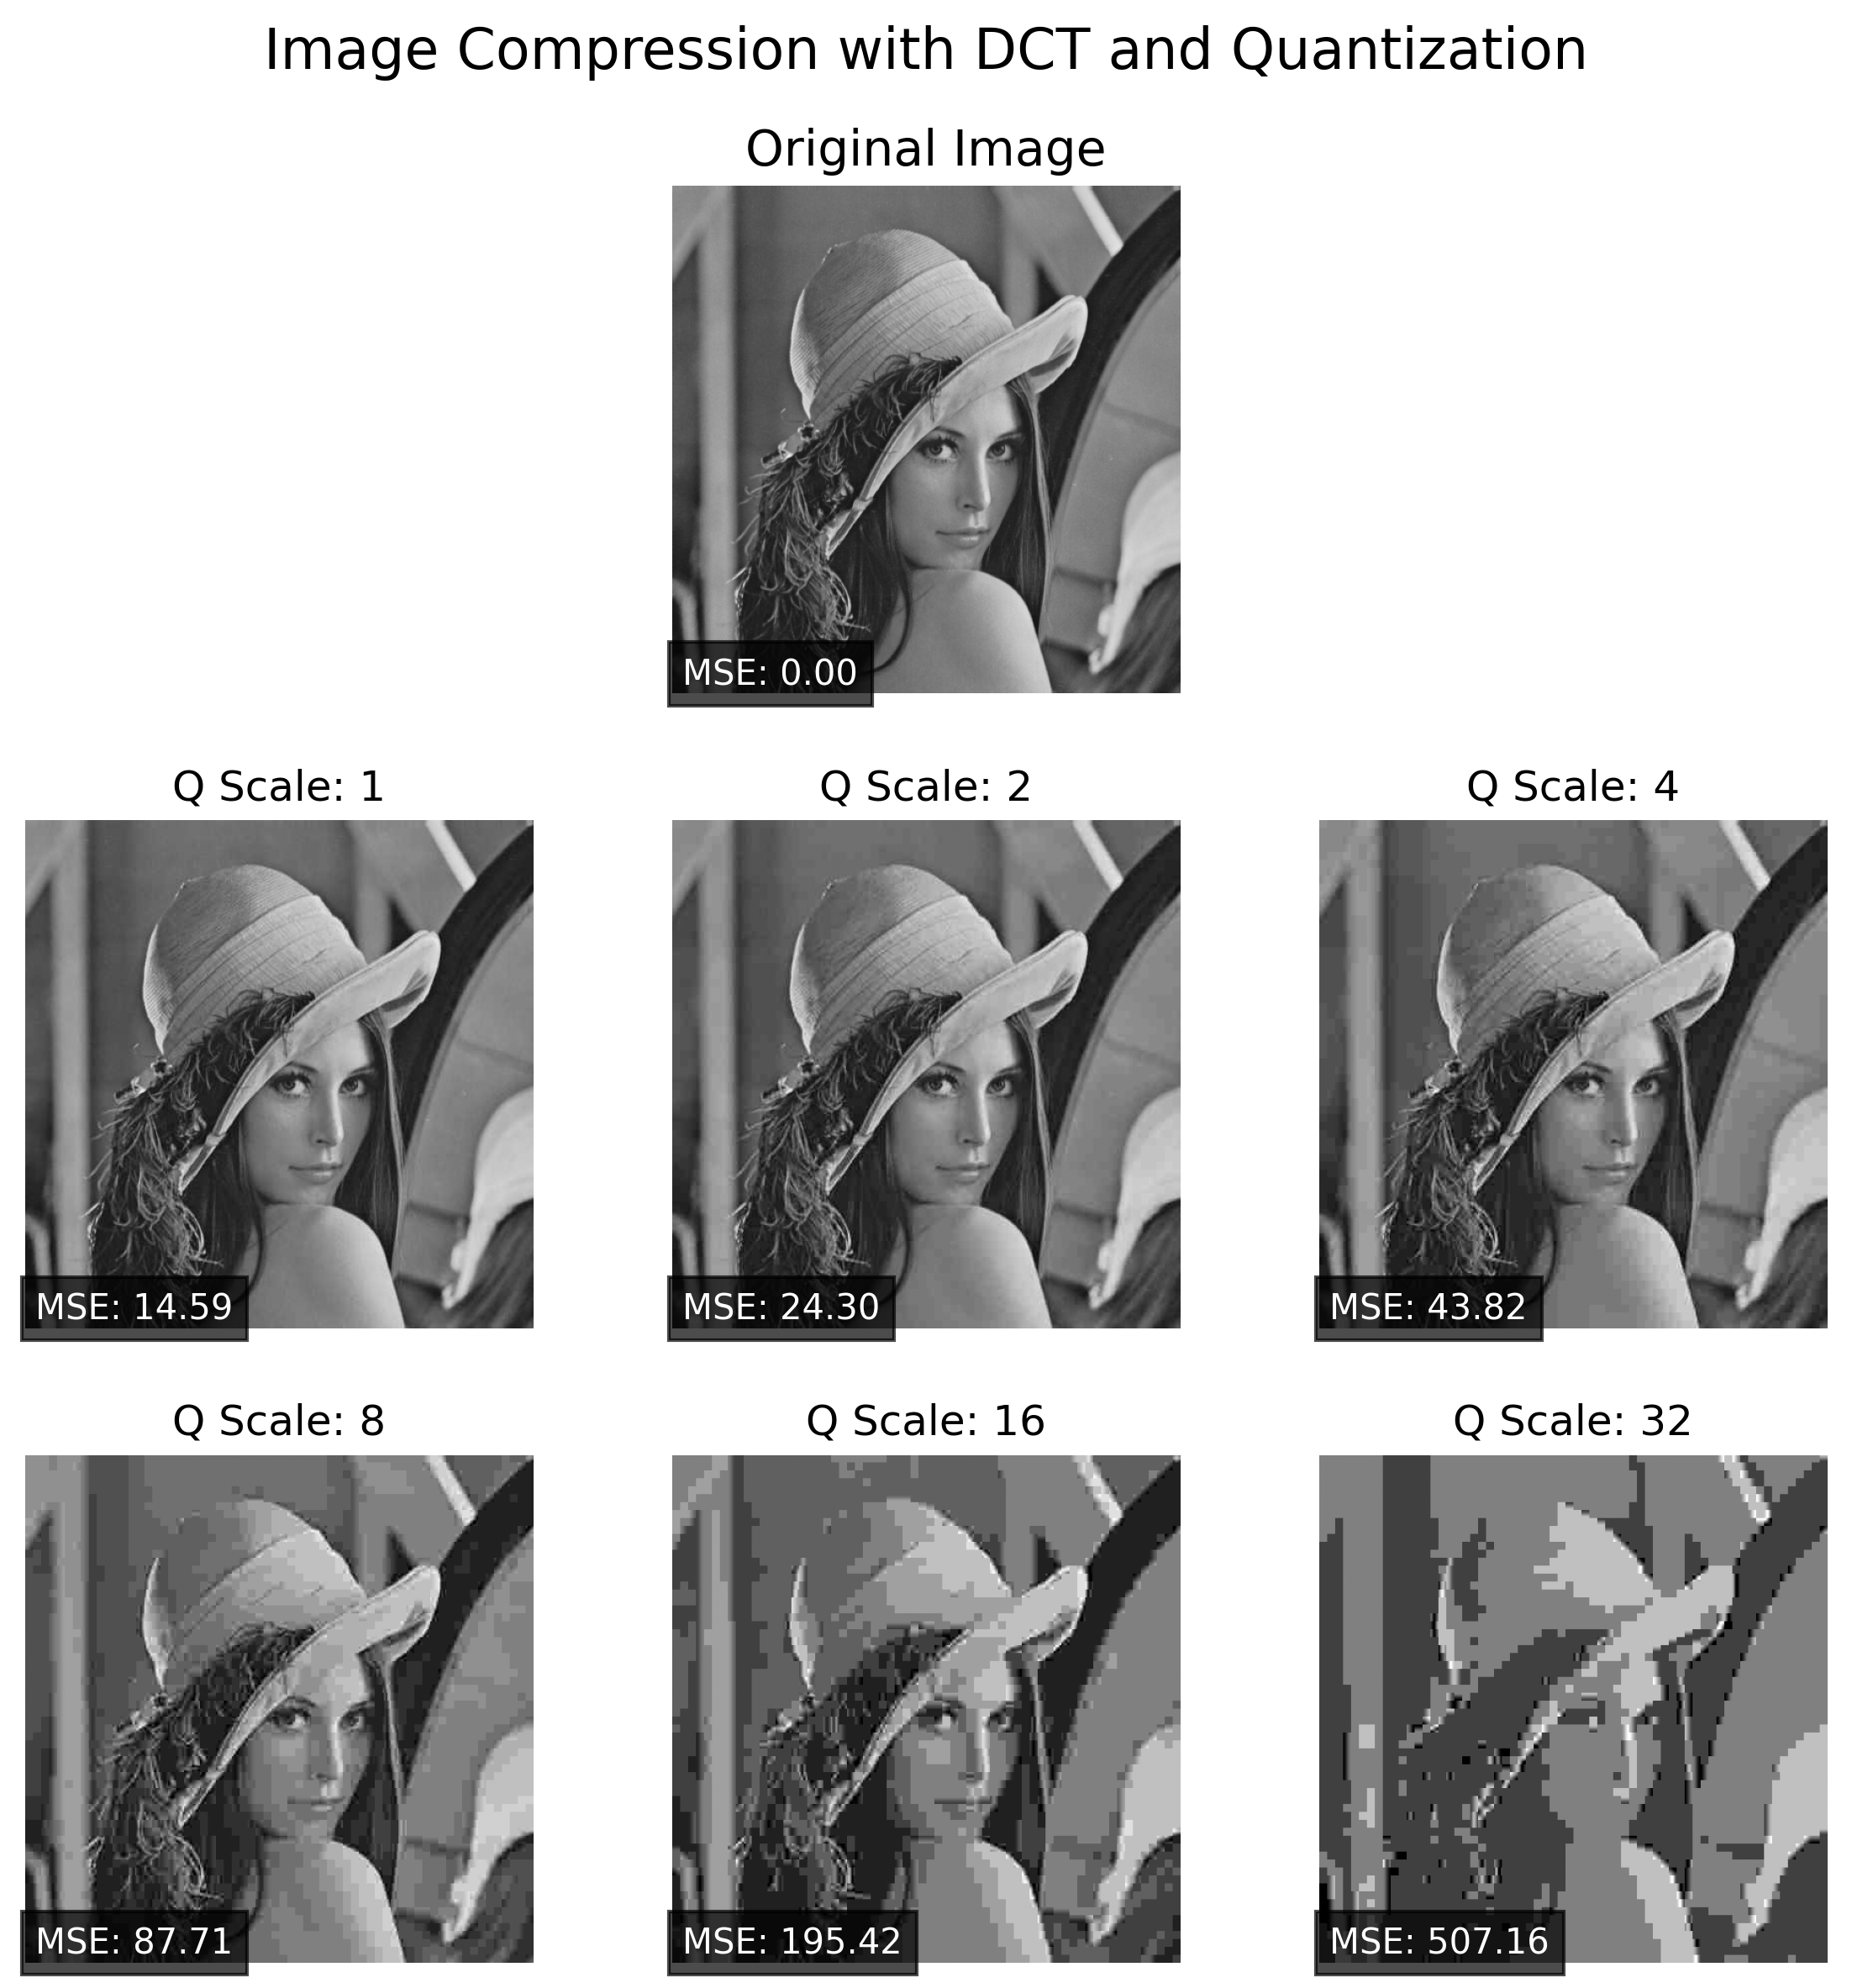 Image Compression with DCT and Quantization
Original Image
MSE: 0.00
Q Scale: 1
Q Scale: 2
Q Scale: 4
MSE: 14.59
MSE: 24.30
MSE: 43.82
Q Scale: 8
Q Scale: 16
Q Scale: 32
MSE: 87.71
MSE: 195.42
MSE: 507.16